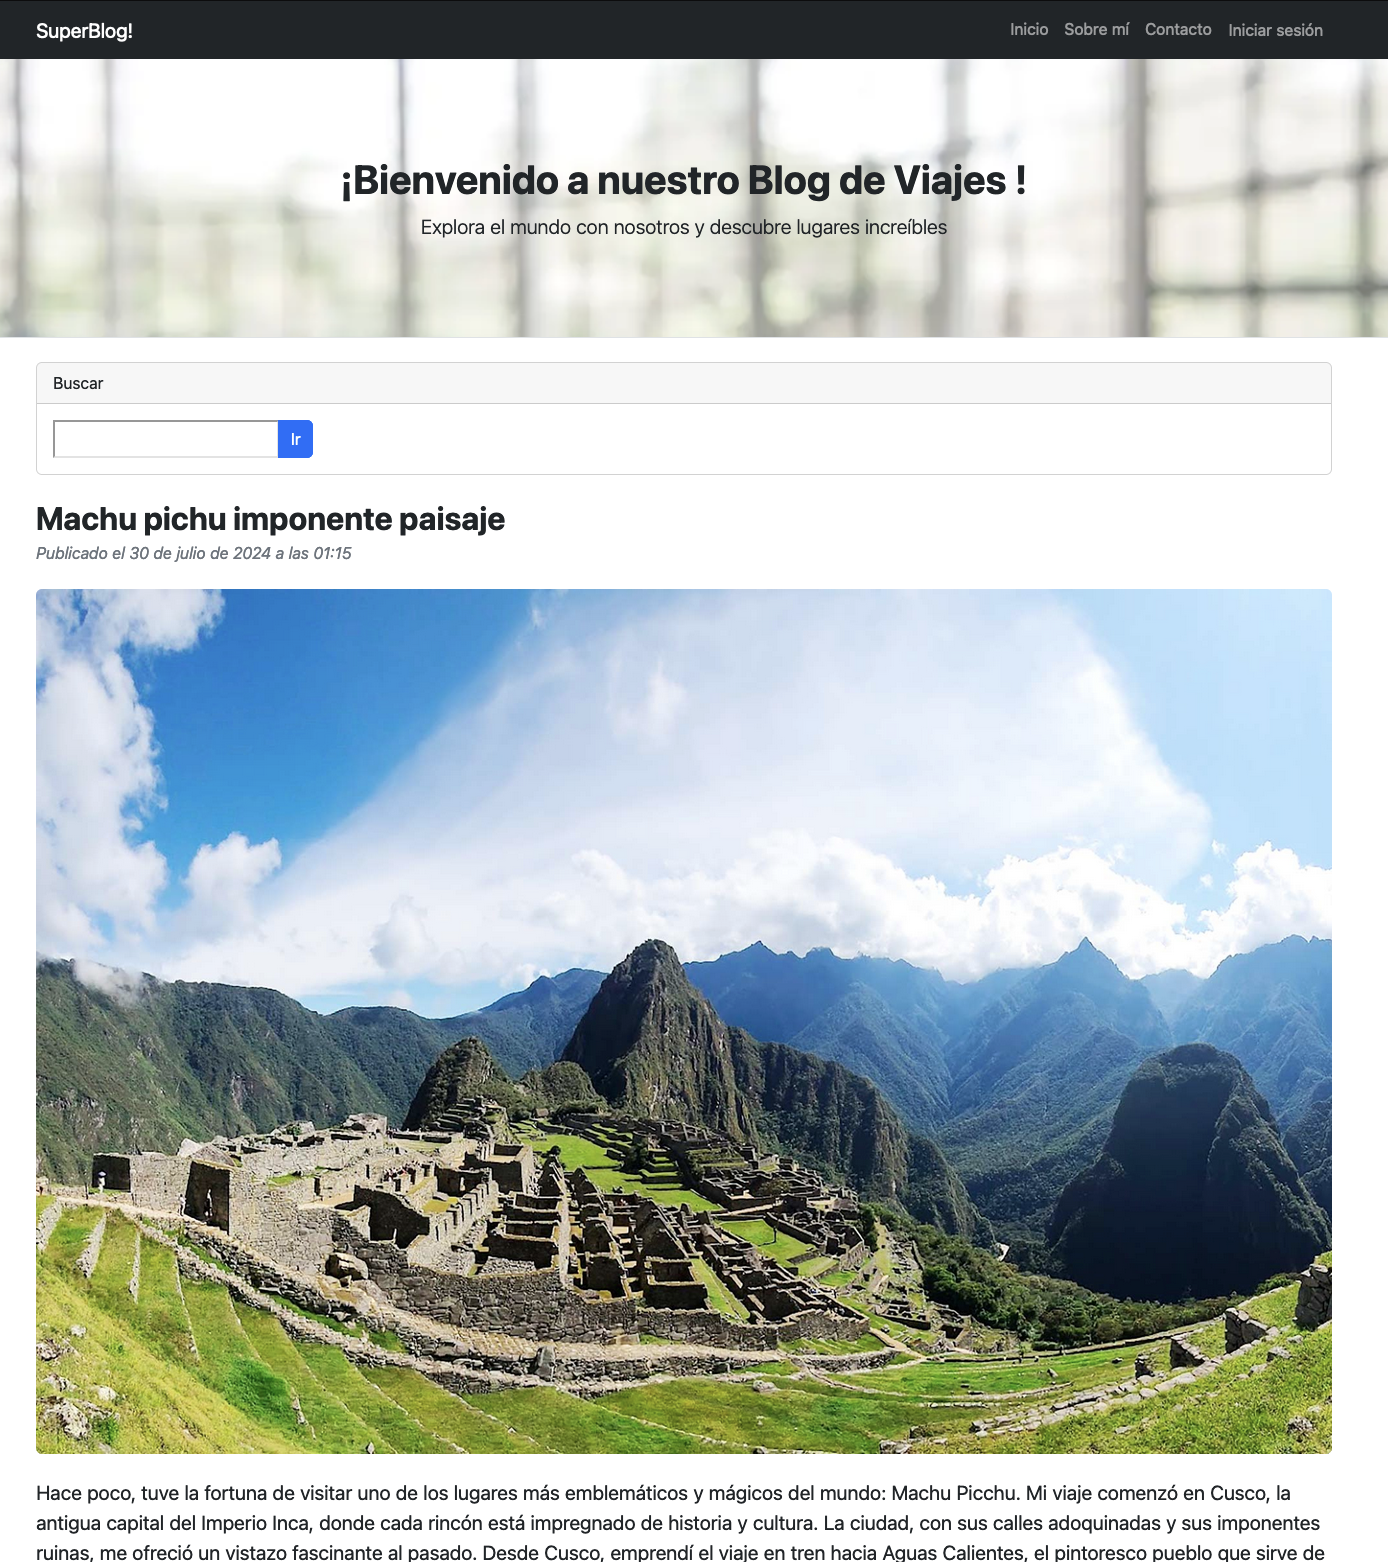 SuperBlog!
Inicio Sobre mí Contacto Iniciar sesión
¡Bienvenido a nuestro Blog de Viajes !
Explora el mundo con nosotros y descubre lugares increíbles
Buscar
Ir
Machu pichu imponente paisaje
Publicado el 30 de julio de 2024 a las 01:15
Hace poco, tuve la fortuna de visitar uno de los lugares más emblemáticos y mágicos del mundo: Machu Picchu. Mi viaje comenzó en Cusco, la
antigua capital del Imperio Inca, donde cada rincón está impregnado de historia y cultura. La ciudad, con sus calles adoquinadas y sus imponentes
ruinas, me ofreció un vistazo fascinante al pasado. Desde Cusco, emprendí el viaje en tren hacia Aguas Calientes, el pintoresco pueblo que sirve de